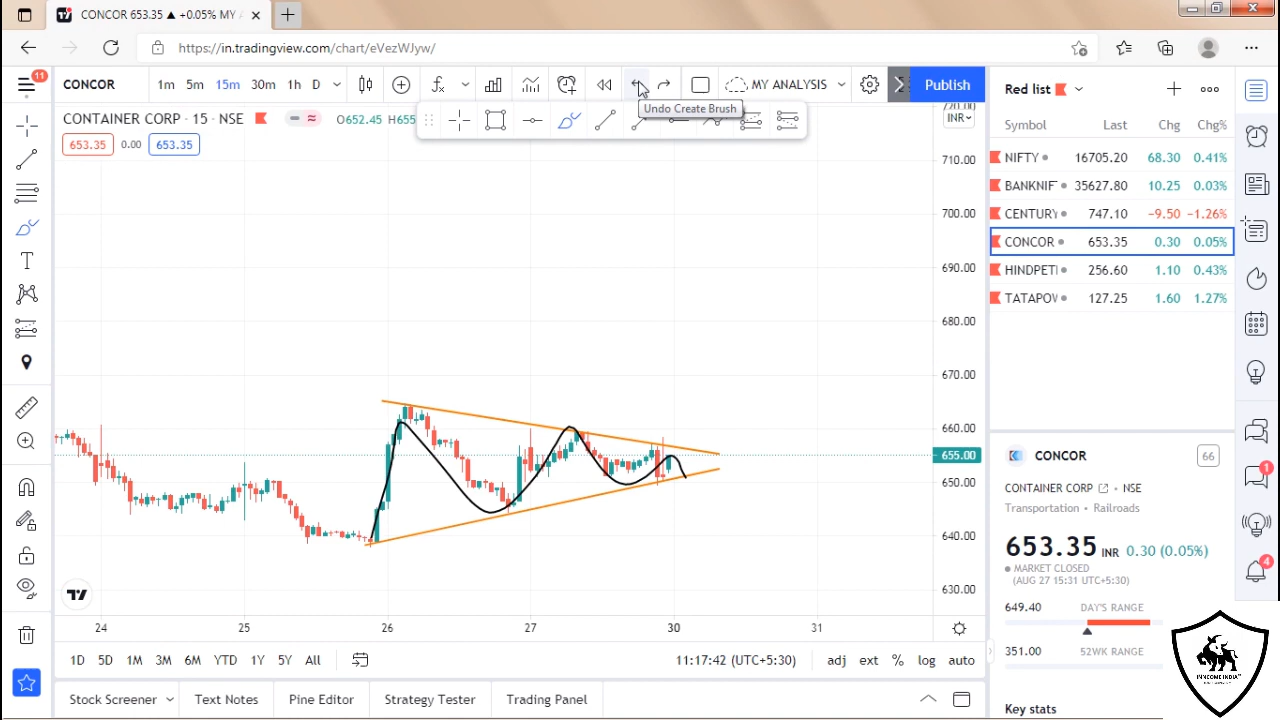 CONCOR 653.35 ▲ +0.05% MY A
https://in.tradingview.com/chart/eVezWJyw/
11
CONCOR 1m 5m 15m 30m 1h D MY ANALYSIS Publish
Undo Create Brush
CONTAINER CORP · 15 · NSE O652.45 H655
653.35 0.00 653.35
INR
720.00
710.00
700.00
690.00
680.00
670.00
660.00
655.00
650.00
640.00
630.00
24 25 26 27 30 31
1D 5D 1M 3M 6M YTD 1Y 5Y All 11:17:42 (UTC+5:30) adj ext % log auto
Stock Screener Text Notes Pine Editor Strategy Tester Trading Panel
Red list
Symbol Last Chg Chg%
NIFTY 16705.20 68.30 0.41%
BANKNIF 35627.80 10.25 0.03%
CENTURY 747.10 −9.50 −1.26%
CONCOR 653.35 0.30 0.05%
HINDPET 256.60 1.10 0.43%
TATAPOV 127.25 1.60 1.27%
CONCOR 66
CONTAINER CORP · NSE
Transportation • Railroads
653.35 INR 0.30 (0.05%)
MARKET CLOSED
(AUG 27 15:31 UTC+5:30)
649.40 DAY'S RANGE
351.00 52WK RANGE
Key stats
1
4
INNCOME INDIA